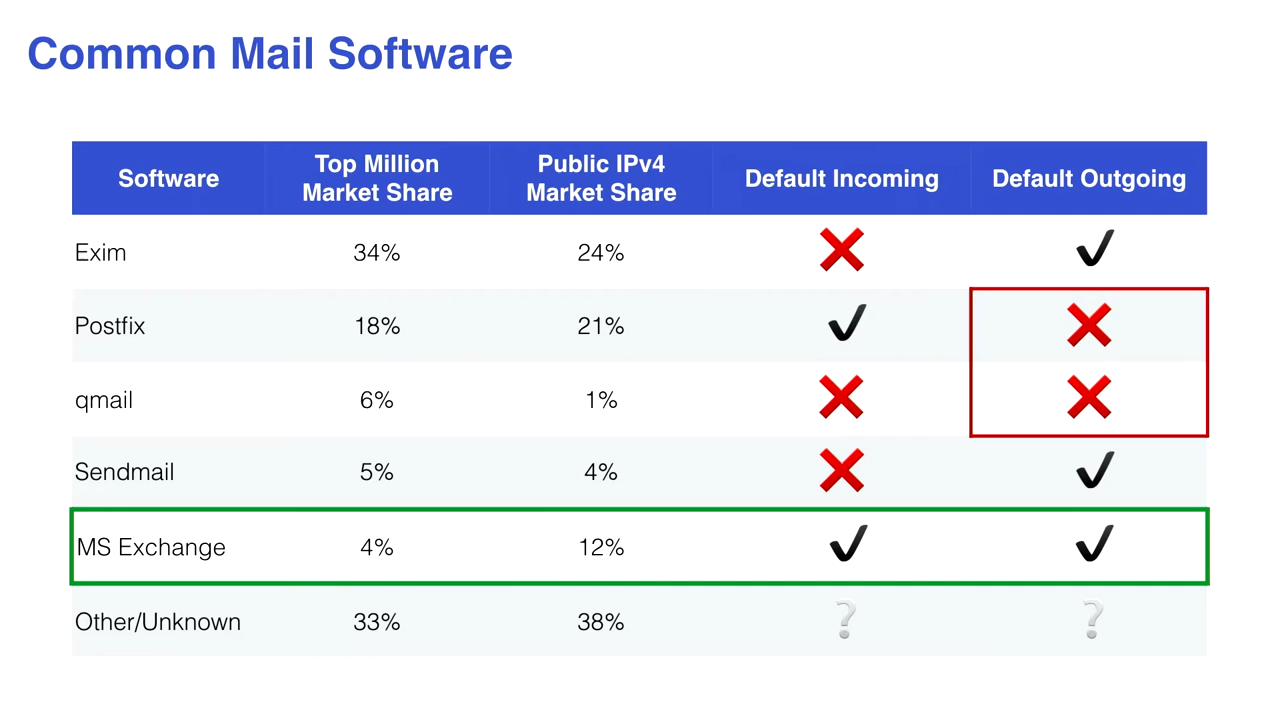 Common Mail Software
Software Top Million Market Share Public IPv4 Market Share Default Incoming Default Outgoing
Exim 34% 24% ❌ ✔
Postfix 18% 21% ✔ ❌
qmail 6% 1% ❌ ❌
Sendmail 5% 4% ❌ ✔
MS Exchange 4% 12% ✔ ✔
Other/Unknown 33% 38% ❔ ❔